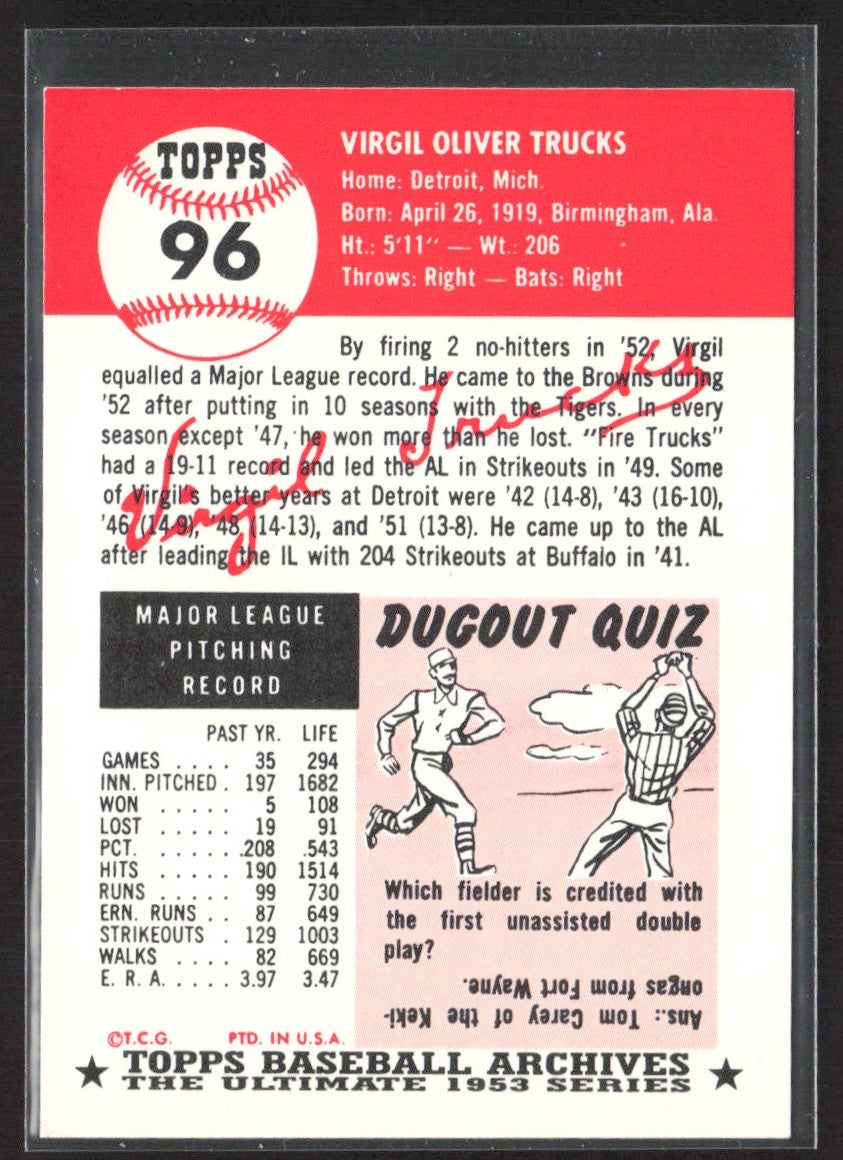 TOPPS
96
VIRGIL OLIVER TRUCKS
Home: Detroit, Mich.
Born: April 26, 1919, Birmingham, Ala.
Ht.: 5'11" — Wt.: 206
Throws: Right — Bats: Right
By firing 2 no-hitters in '52, Virgil
equalled a Major League record. He came to the Browns during
'52 after putting in 10 seasons with the Tigers. In every
season except '47, he won more than he lost. "Fire Trucks"
had a 19-11 record and led the AL in Strikeouts in '49. Some
of Virgil's better years at Detroit were '42 (14-8), '43 (16-10),
'46 (14-9), '48 (14-13), and '51 (13-8). He came up to the AL
after leading the IL with 204 Strikeouts at Buffalo in '41.
Virgil Trucks
MAJOR LEAGUE
PITCHING
RECORD
PAST YR. LIFE
GAMES .... 35 294
INN. PITCHED . 197 1682
WON ..... 5 108
LOST ..... 19 91
PCT. ...... .208 .543
HITS ..... 190 1514
RUNS ..... 99 730
ERN. RUNS .. 87 649
STRIKEOUTS . 129 1003
WALKS .... 82 669
E. R. A. .... 3.97 3.47
DUGOUT QUIZ
Which fielder is credited with
the first unassisted double
play?
Ans.: Tom Carey of the Keki-
ongas from Fort Wayne.
©T.C.G. PTD. IN U.S.A.
TOPPS BASEBALL ARCHIVES
THE ULTIMATE 1953 SERIES